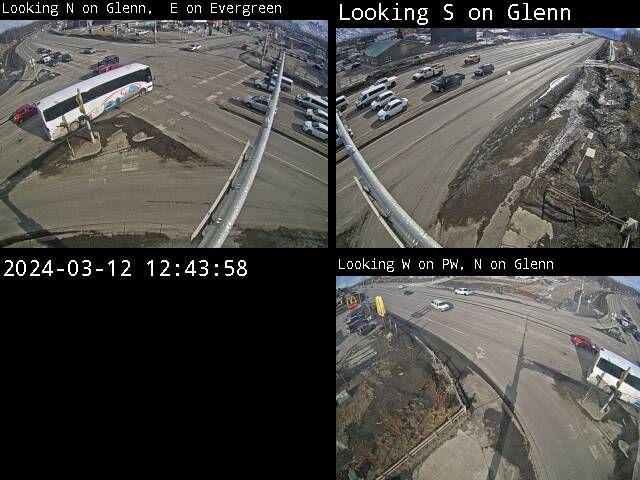 Looking N on Glenn, E on Evergreen
Looking S on Glenn
2024-03-12 12:43:58
Looking W on PW, N on Glenn